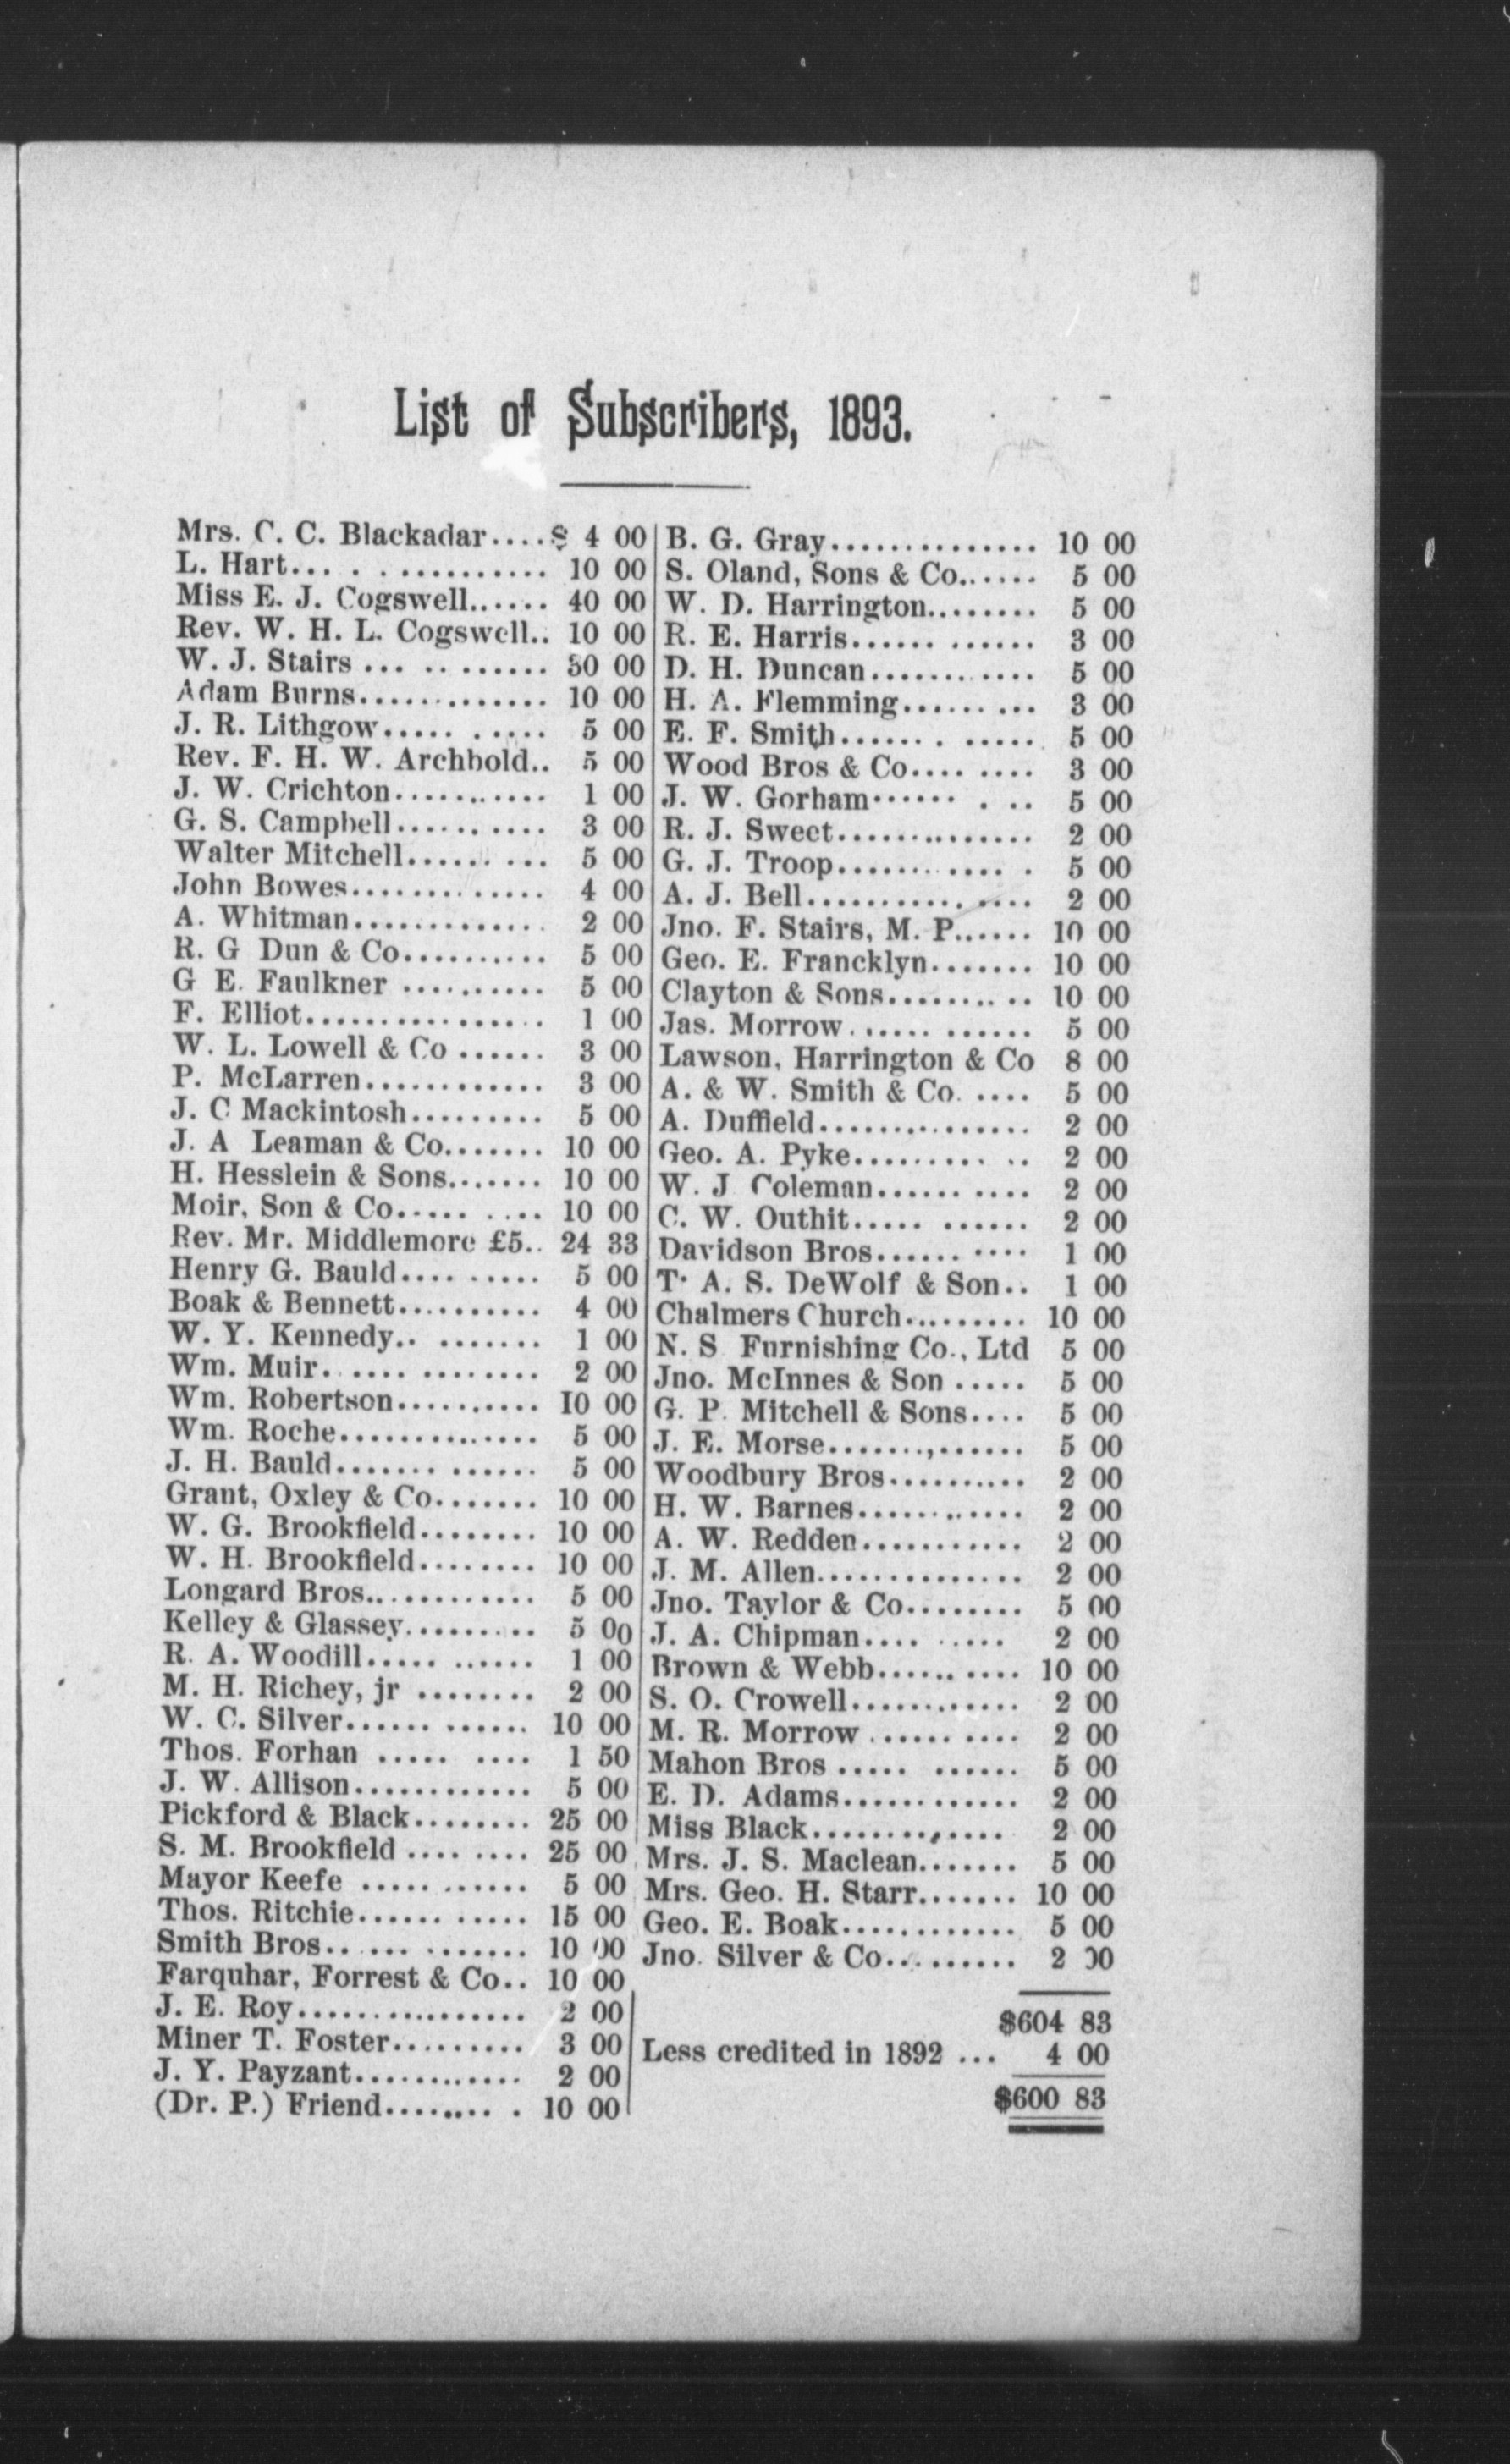 List of Subscribers, 1893.
Mrs. C. C. Blackadar....$ 4 00
L. Hart... . . ........... 10 00
Miss E. J. Cogswell...... 40 00
Rev. W. H. L. Cogswell.. 10 00
W. J. Stairs ... .. ....... 30 00
Adam Burns............. 10 00
J. R. Lithgow..... ..... 5 00
Rev. F. H. W. Archbold.. 5 00
J. W. Crichton........... 1 00
G. S. Campbell.......... 3 00
Walter Mitchell...... ... 5 00
John Bowes............. 4 00
A. Whitman............. 2 00
R. G Dun & Co.......... 5 00
G E. Faulkner .......... 5 00
F. Elliot................ 1 00
W. L. Lowell & Co ...... 3 00
P. McLarren............ 3 00
J. C Mackintosh......... 5 00
J. A Leaman & Co....... 10 00
H. Hesslein & Sons....... 10 00
Moir, Son & Co..... .... 10 00
Rev. Mr. Middlemore £5.. 24 33
Henry G. Bauld.... ..... 5 00
Boak & Bennett.......... 4 00
W. Y. Kennedy.. ....... 1 00
Wm. Muir. .... ........ 2 00
Wm. Robertson.......... 10 00
Wm. Roche.............. 5 00
J. H. Bauld....... ...... 5 00
Grant, Oxley & Co....... 10 00
W. G. Brookfield........ 10 00
W. H. Brookfield........ 10 00
Longard Bros............ 5 00
Kelley & Glassey......... 5 00
R. A. Woodill..... ...... 1 00
M. H. Richey, jr ........ 2 00
W. C. Silver...... ...... 10 00
Thos. Forhan ..... .... 1 50
J. W. Allison............ 5 00
Pickford & Black........ 25 00
S. M. Brookfield .... .... 25 00
Mayor Keefe ..... ...... 5 00
Thos. Ritchie...... ..... 15 00
Smith Bros.. ... . ...... 10 00
Farquhar, Forrest & Co.. 10 00
J. E. Roy................ 2 00
Miner T. Foster......... 3 00
J. Y. Payzant............ 2 00
(Dr. P.) Friend........ . 10 00
B. G. Gray.............. 10 00
S. Oland, Sons & Co...... 5 00
W. D. Harrington........ 5 00
R. E. Harris...... ...... 3 00
D. H. Duncan........... 5 00
H. A. Flemming...... ... 3 00
E. F. Smith....... . ..... 5 00
Wood Bros & Co.... .... 3 00
J. W. Gorham...... . .. 5 00
R. J. Sweet.............. 2 00
G. J. Troop........... . 5 00
A. J. Bell........... .... 2 00
Jno. F. Stairs, M. P...... 10 00
Geo. E. Francklyn....... 10 00
Clayton & Sons........ .. 10 00
Jas. Morrow...... ...... 5 00
Lawson, Harrington & Co 8 00
A. & W. Smith & Co. .... 5 00
A. Duffield............... 2 00
Geo. A. Pyke......... .. 2 00
W. J Coleman...... .... 2 00
C. W. Outhit..... ...... 2 00
Davidson Bros...... .... 1 00
T. A. S. DeWolf & Son.. 1 00
Chalmers Church......... 10 00
N. S Furnishing Co., Ltd 5 00
Jno. McInnes & Son ..... 5 00
G. P. Mitchell & Sons.... 5 00
J. E. Morse.......,...... 5 00
Woodbury Bros.......... 2 00
H. W. Barnes............ 2 00
A. W. Redden........... 2 00
J. M. Allen.............. 2 00
Jno. Taylor & Co........ 5 00
J. A. Chipman.... ..... 2 00
Brown & Webb...... .... 10 00
S. O. Crowell............ 2 00
M. R. Morrow ...... .... 2 00
Mahon Bros ..... ...... 5 00
E. D. Adams............ 2 00
Miss Black........,.... 2 00
Mrs. J. S. Maclean....... 5 00
Mrs. Geo. H. Starr....... 10 00
Geo. E. Boak............ 5 00
Jno. Silver & Co......... 2 00
$604 83
Less credited in 1892 ... 4 00
$600 83